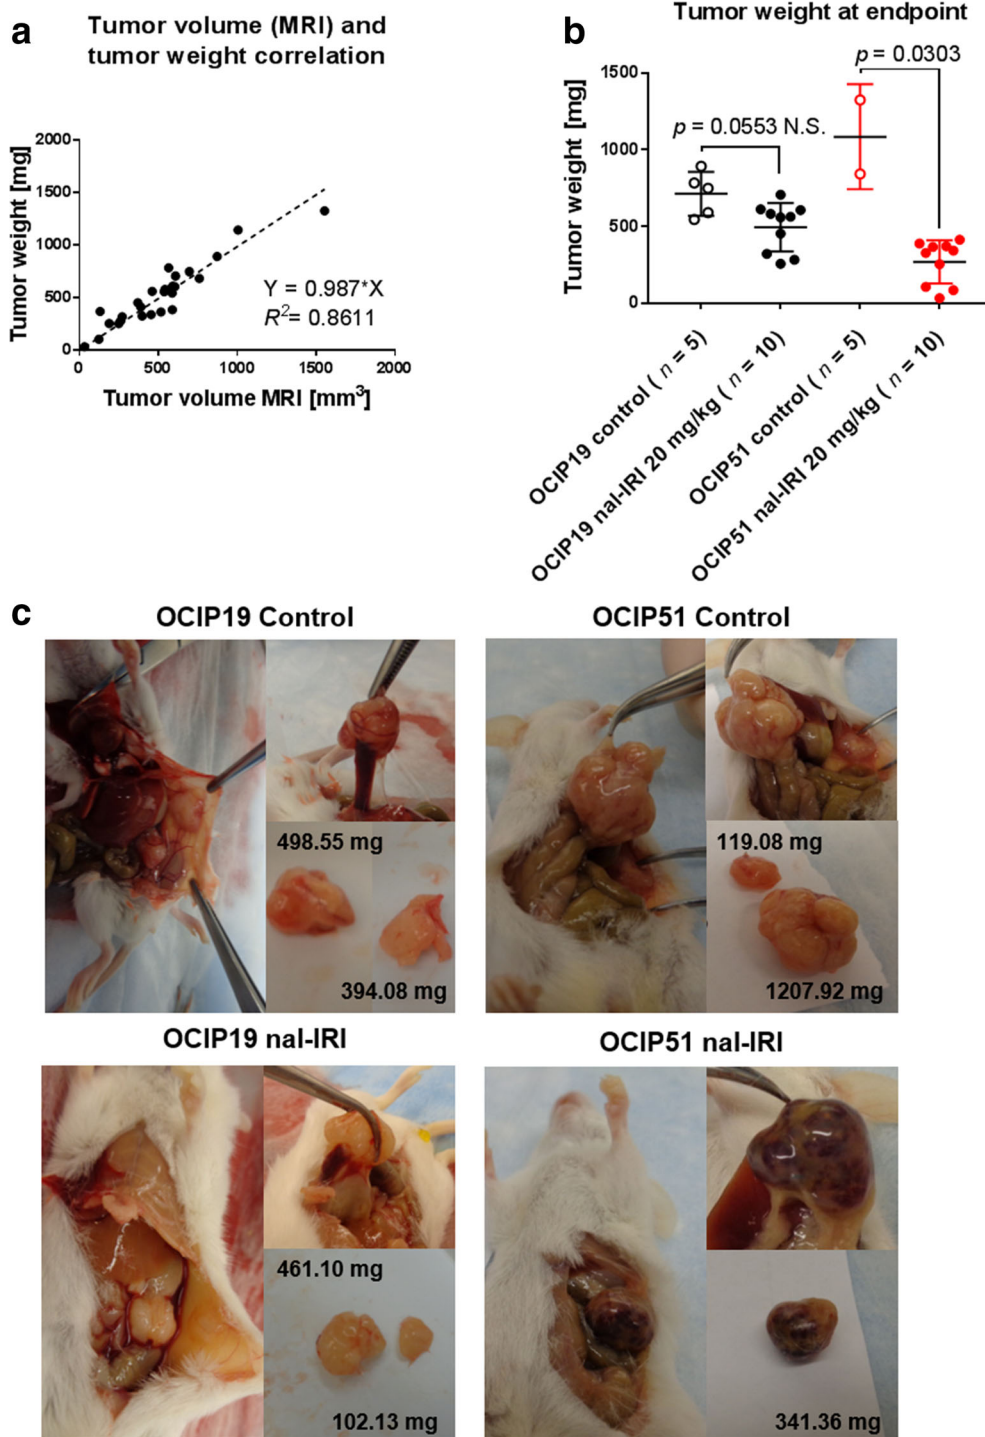 a
Tumor volume (MRI) and
tumor weight correlation
Tumor weight [mg]
2000
1500
1000
500
0
Y = 0.987*X
R²= 0.8611
0 500 1000 1500 2000
Tumor volume MRI [mm³]
b
Tumor weight at endpoint
p = 0.0303
p = 0.0553 N.S.
Tumor weight [mg]
1500
1000
500
0
OCIP19 control ( n = 5)
OCIP19 nal-IRI 20 mg/kg ( n = 10)
OCIP51 control ( n = 5)
OCIP51 nal-IRI 20 mg/kg ( n = 10)
c
OCIP19 Control
498.55 mg
394.08 mg
OCIP51 Control
119.08 mg
1207.92 mg
OCIP19 nal-IRI
461.10 mg
102.13 mg
OCIP51 nal-IRI
341.36 mg